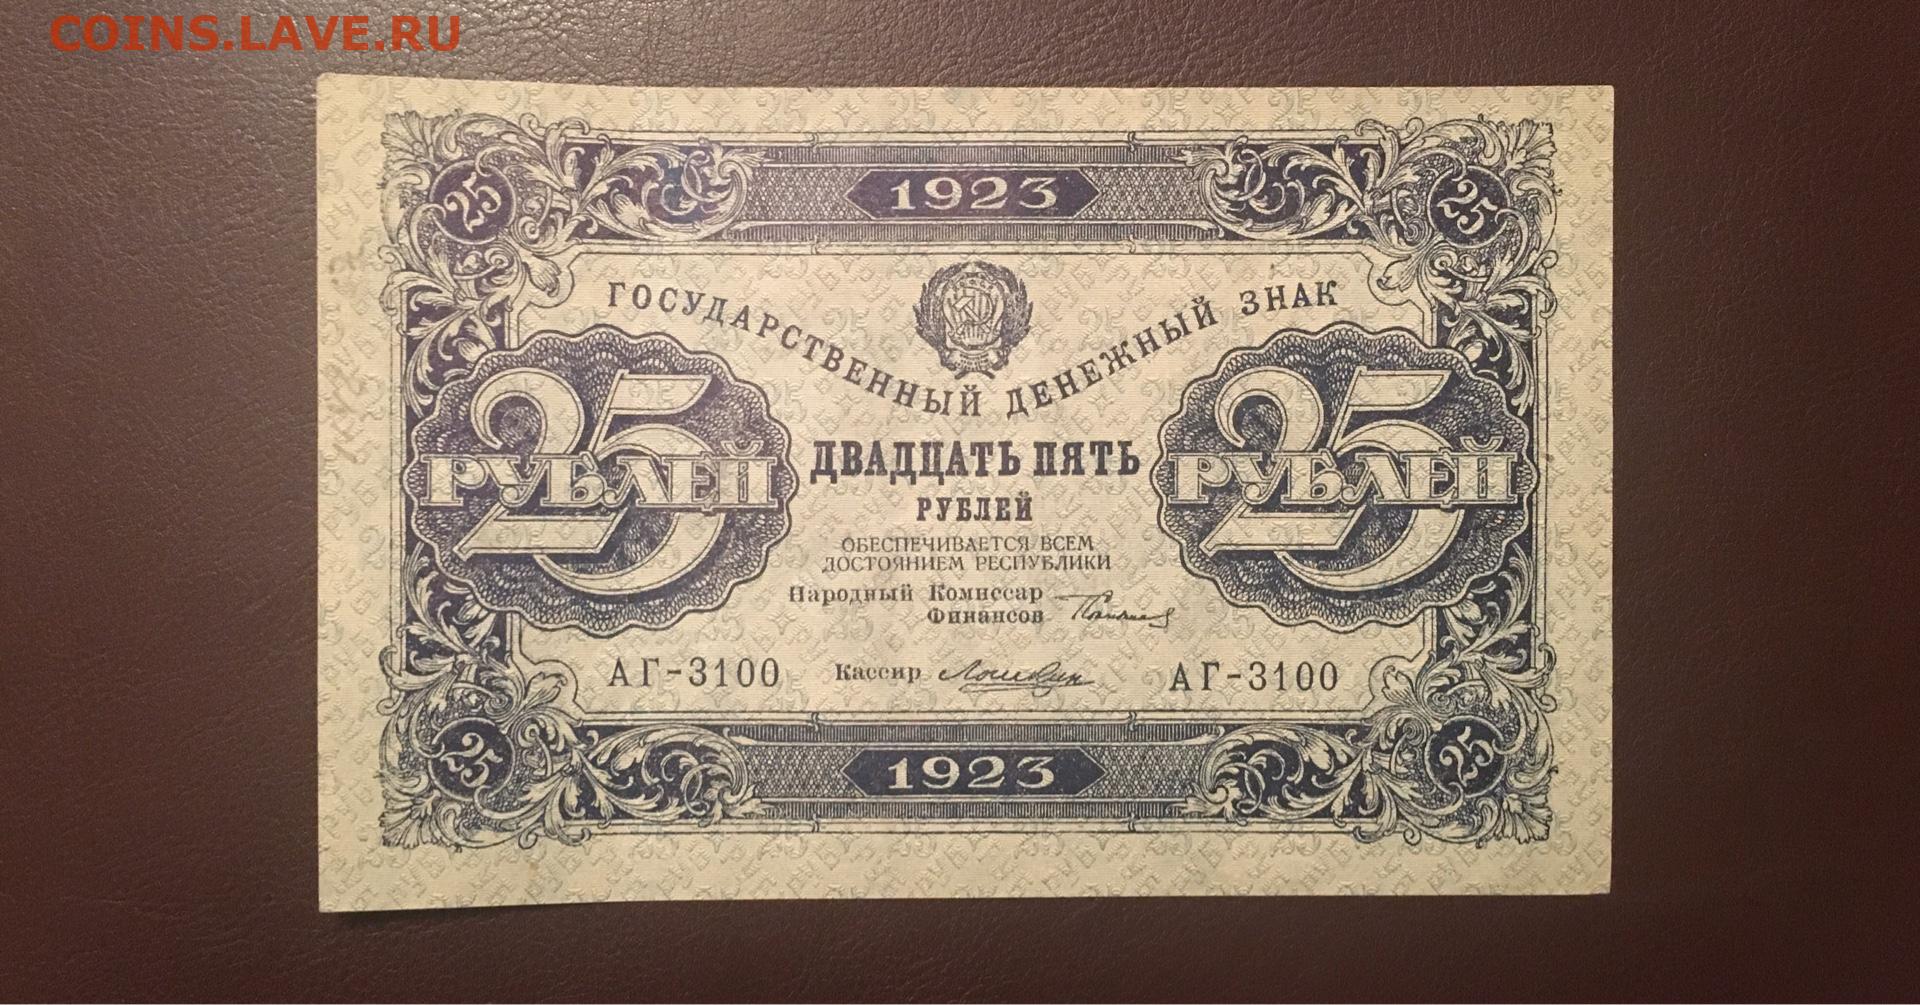 COINS.LAVE.RU
1923
25 25
ГОСУДАРСТВЕННЫЙ ДЕНЕЖНЫЙ ЗНАК
25 РУБЛЕЙ
ДВАДЦАТЬ ПЯТЬ
РУБЛЕЙ
25 РУБЛЕЙ
ОБЕСПЕЧИВАЕТСЯ ВСЕМ
ДОСТОЯНИЕМ РЕСПУБЛИКИ
Народный Комиссар
Финансов
АГ-3100 Кассир АГ-3100
25 25
1923